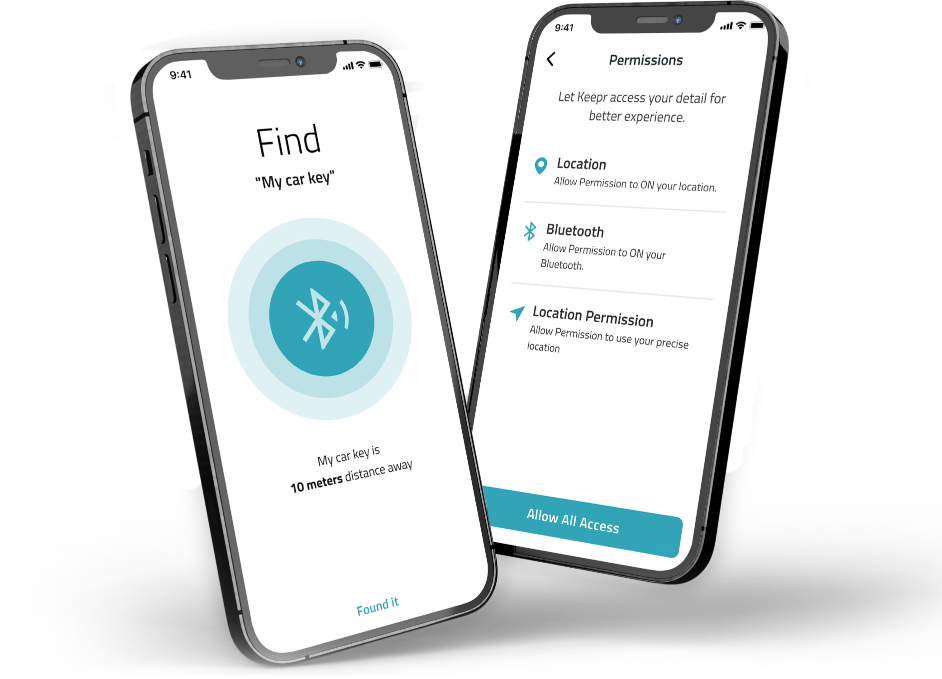 9:41
Find
"My car key"
My car key is
10 meters distance away
Found it
9:41
Permissions
Let Keepr access your detail for
better experience.
Location
Allow Permission to ON your location.
Bluetooth
Allow Permission to ON your
Bluetooth.
Location Permission
Allow Permission to use your precise
location
Allow All Access